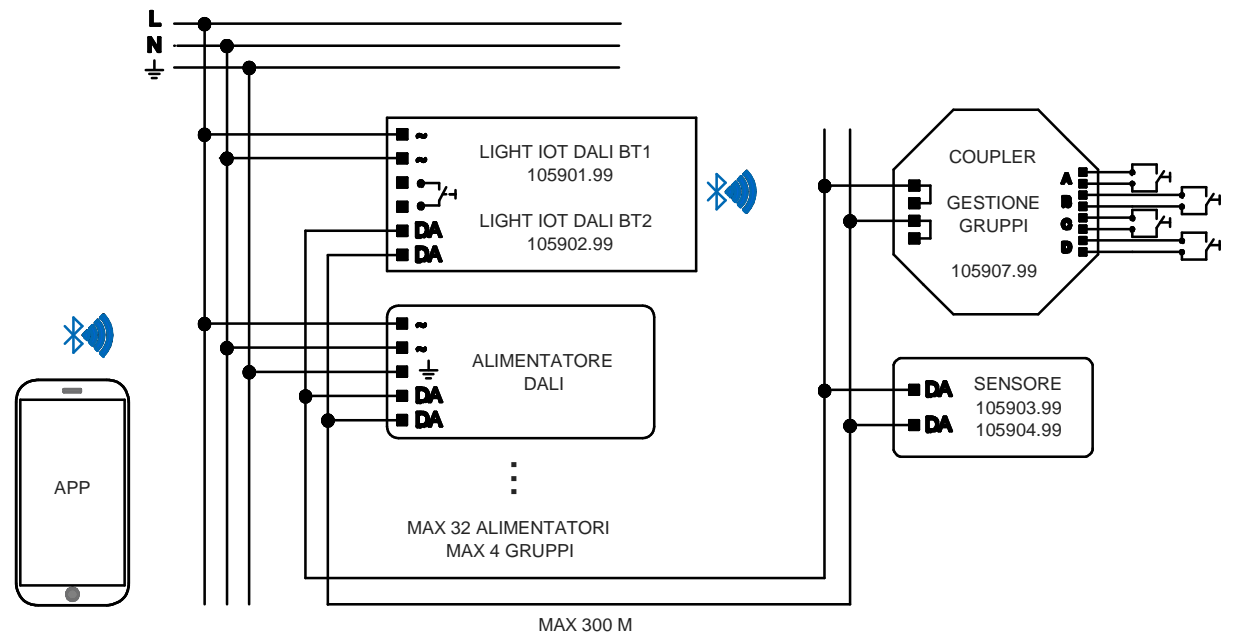 L
N
~
~
DA
DA
LIGHT IOT DALI BT1
105901.99
LIGHT IOT DALI BT2
105902.99
~
~
DA
DA
ALIMENTATORE
DALI
MAX 32 ALIMENTATORI
MAX 4 GRUPPI
MAX 300 M
APP
COUPLER
GESTIONE
GRUPPI
105907.99
A
B
C
D
DA
DA
SENSORE
105903.99
105904.99